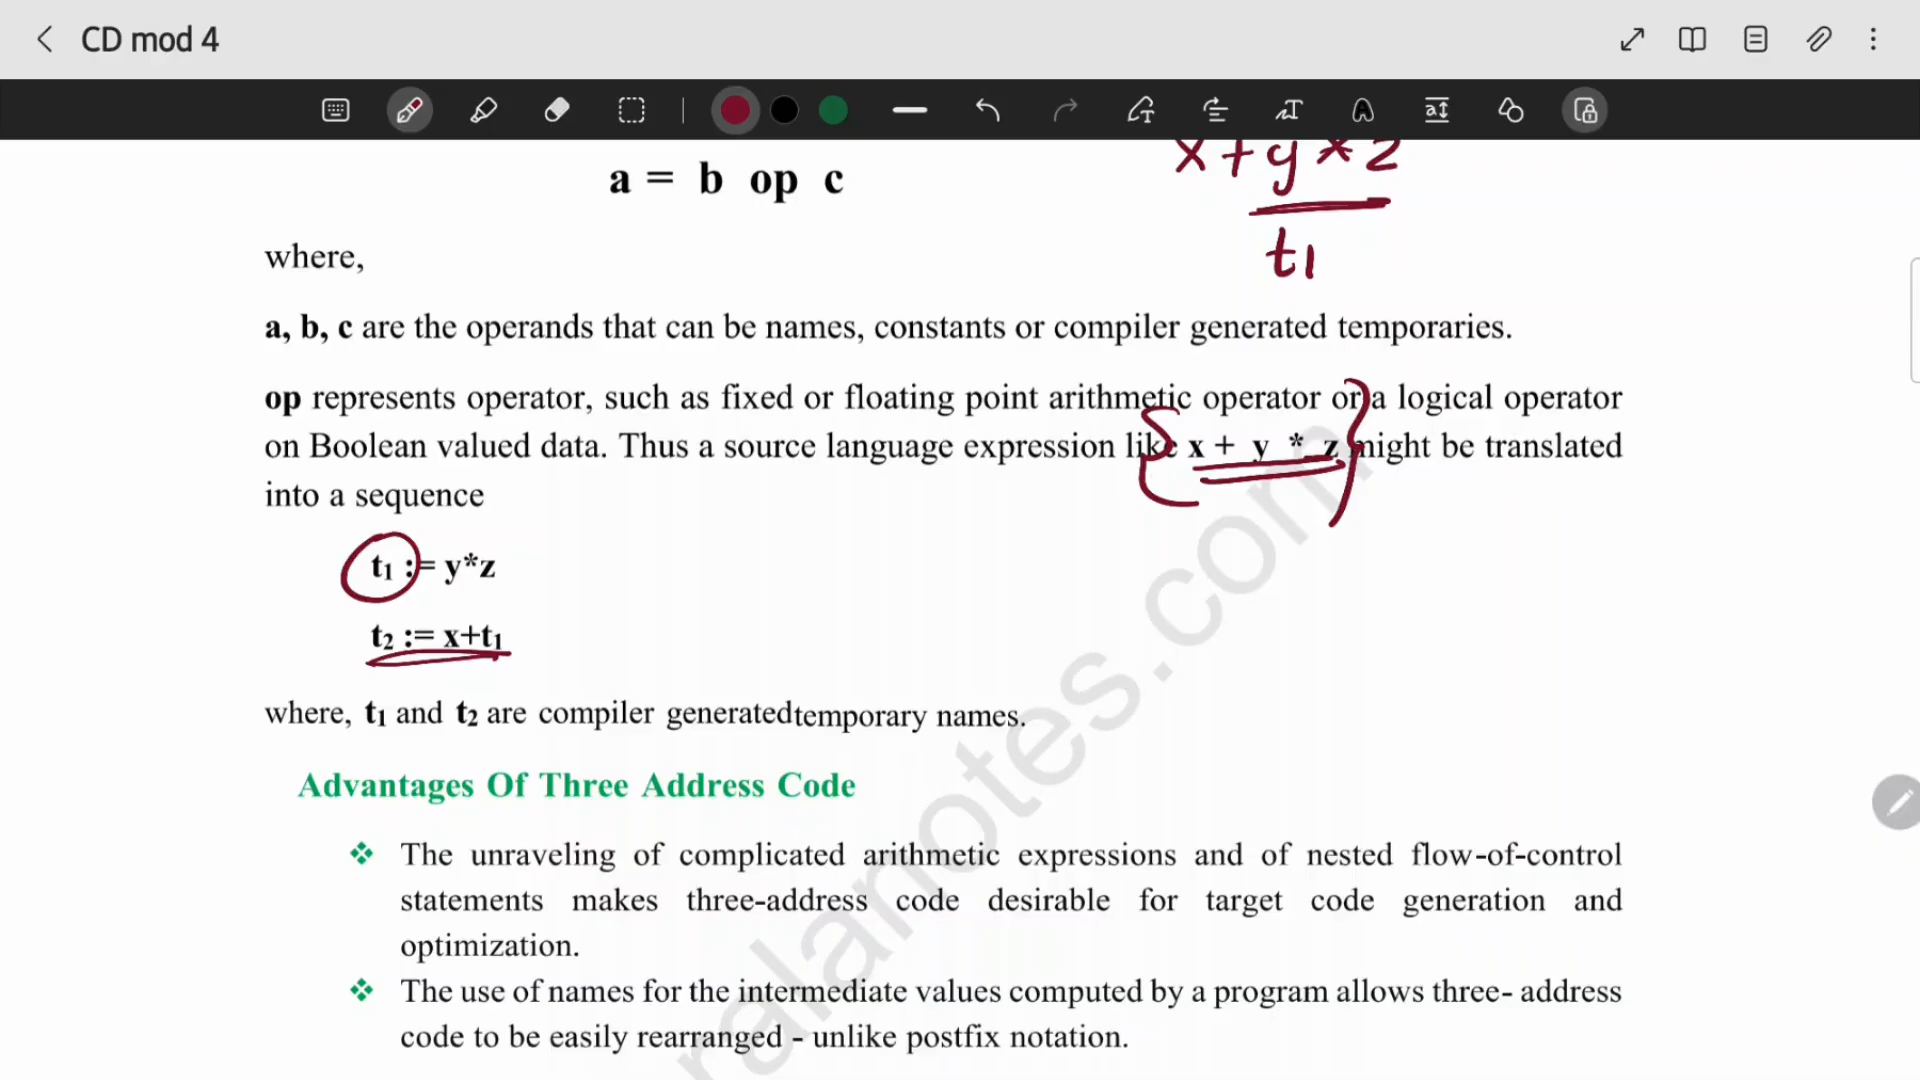 CD mod 4
a = b op c
x + y * z
t1
where,
a, b, c are the operands that can be names, constants or compiler generated temporaries.
op represents operator, such as fixed or floating point arithmetic operator or a logical operator
on Boolean valued data. Thus a source language expression like x + y * z might be translated
into a sequence
t1 := y*z
t2 := x+t1
where, t1 and t2 are compiler generated temporary names.
Advantages Of Three Address Code
❖ The unraveling of complicated arithmetic expressions and of nested flow-of-control
statements makes three-address code desirable for target code generation and
optimization.
❖ The use of names for the intermediate values computed by a program allows three- address
code to be easily rearranged - unlike postfix notation.
ralanotes.com